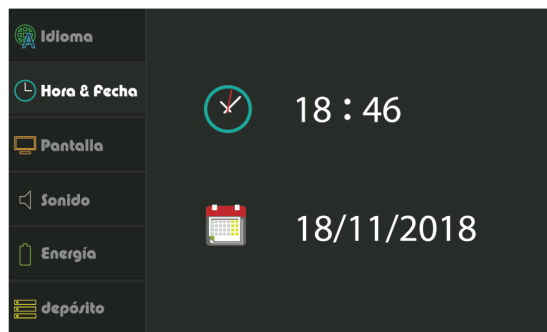 Idioma
Hora & Fecha
Pantalla
Sonido
Energía
depósito
18 : 46
18/11/2018